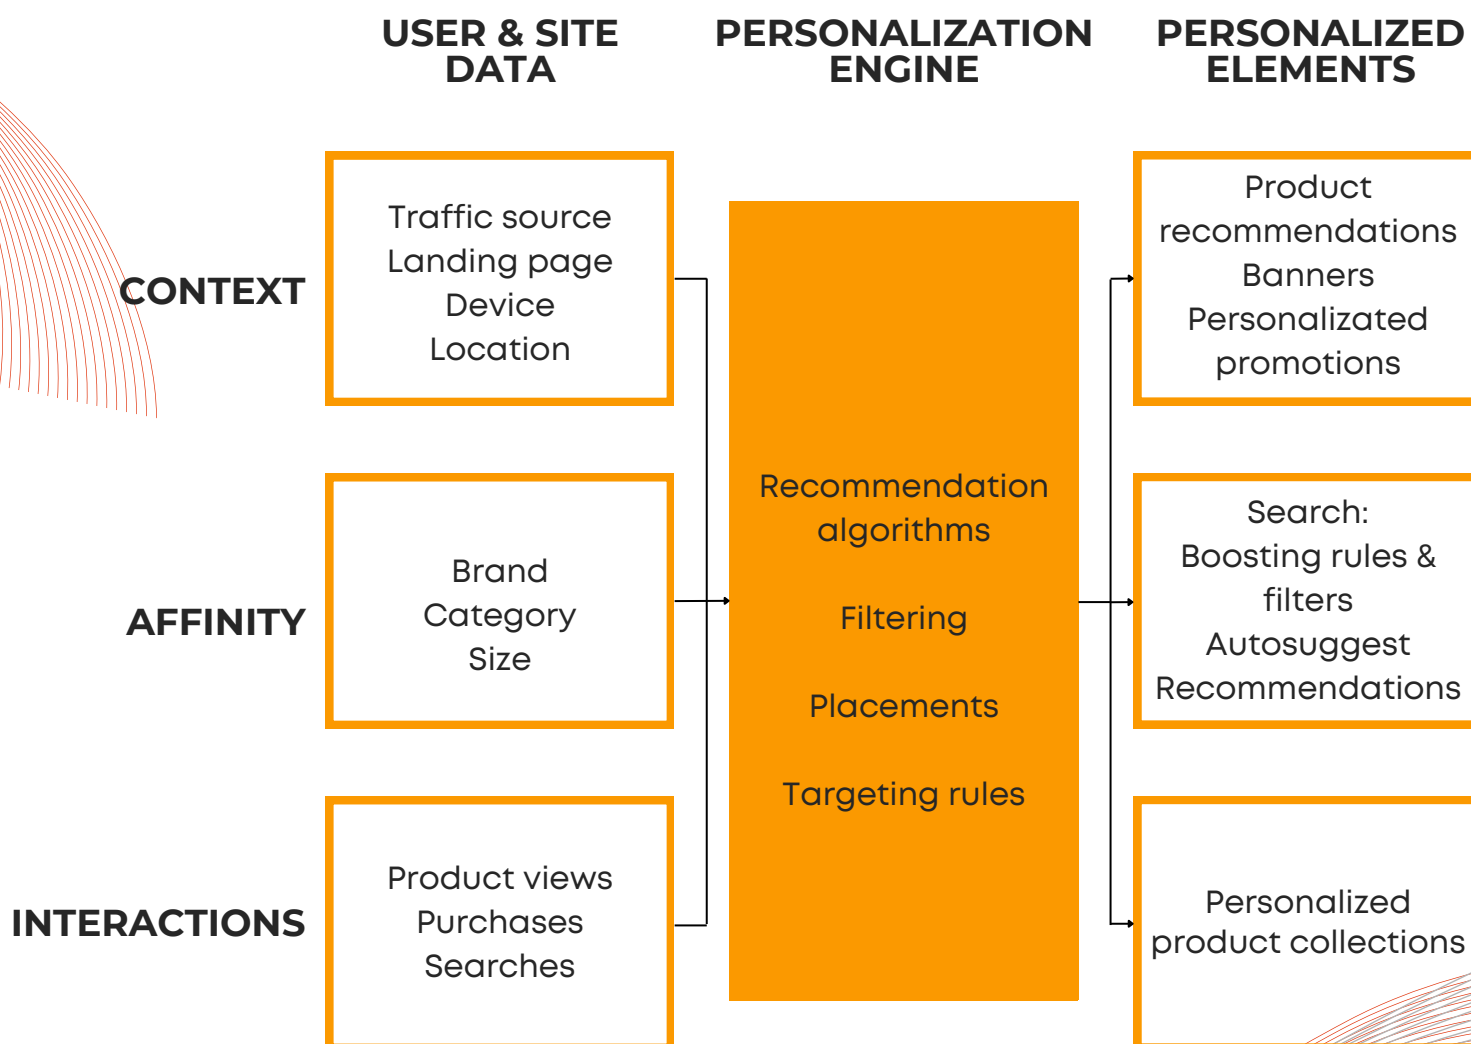 USER & SITE
DATA
PERSONALIZATION
ENGINE
PERSONALIZED
ELEMENTS
CONTEXT
Traffic source
Landing page
Device
Location
AFFINITY
Brand
Category
Size
INTERACTIONS
Product views
Purchases
Searches
Recommendation
algorithms
Filtering
Placements
Targeting rules
Product
recommendations
Banners
Personalizated
promotions
Search:
Boosting rules &
filters
Autosuggest
Recommendations
Personalized
product collections